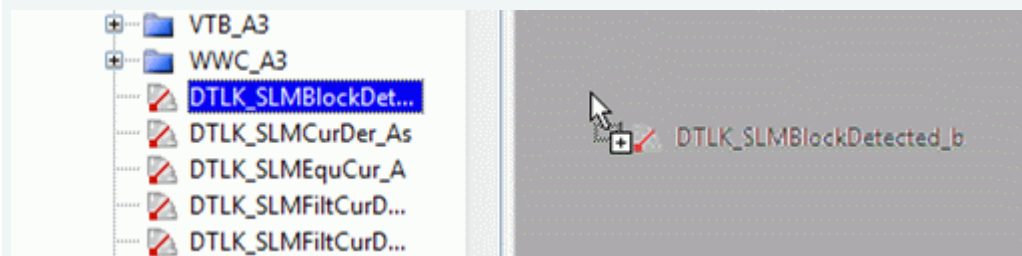 VTB_A3
WWC_A3
DTLK_SLMBlockDet...
DTLK_SLMCurDer_As
DTLK_SLMBlockDetected_b
DTLK_SLMEquCur_A
DTLK_SLMFiltCurD...
DTLK_SLMFiltCurD...